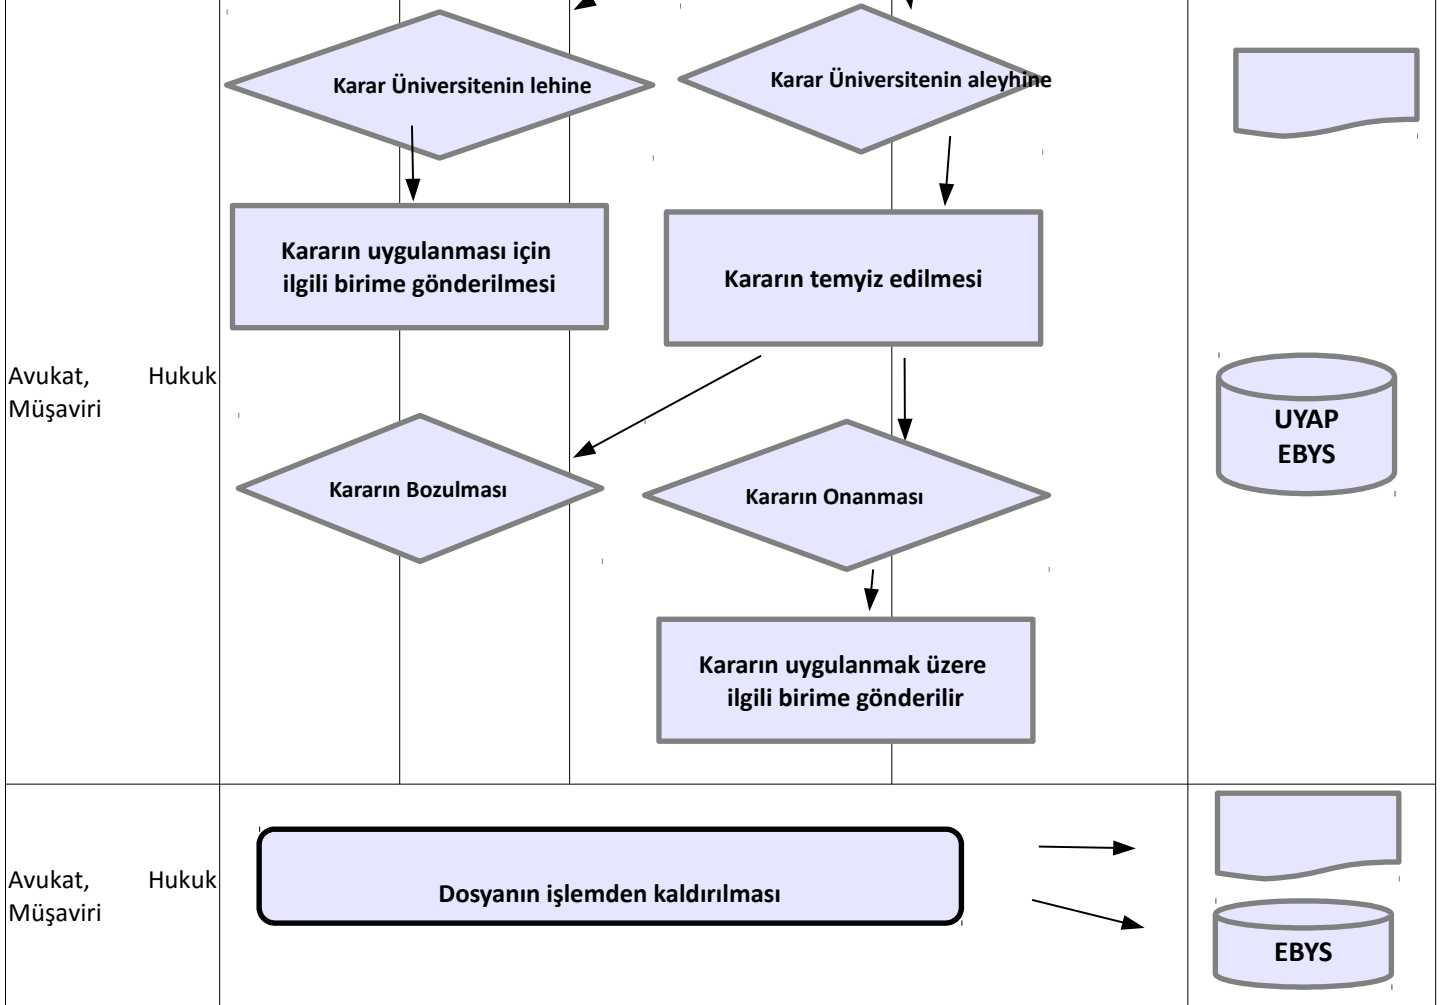 Karar Üniversitenin lehine
Karar Üniversitenin aleyhine
Kararın uygulanması için
ilgili birime gönderilmesi
Kararın temyiz edilmesi
Avukat, Hukuk
Müşaviri
UYAP
EBYS
Kararın Bozulması
Kararın Onanması
Kararın uygulanmak üzere
ilgili birime gönderilir
Avukat, Hukuk
Müşaviri
Dosyanın işlemden kaldırılması
EBYS